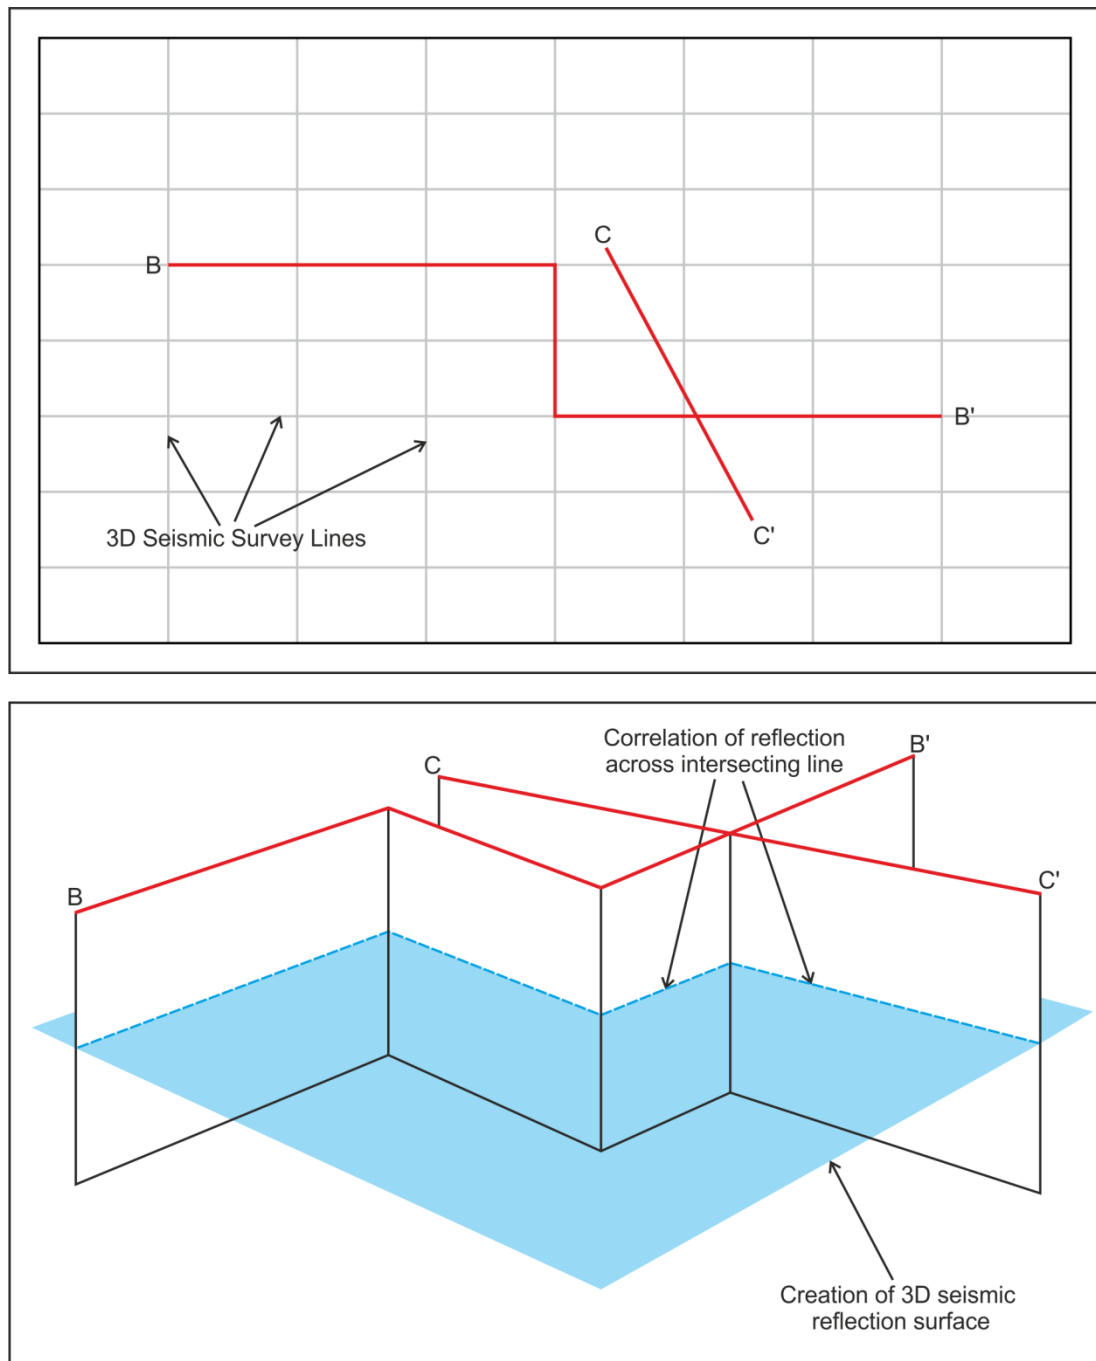 C
B
B'
C'
3D Seismic Survey Lines
Correlation of reflection
across intersecting line
B'
C
B
C'
Creation of 3D seismic
reflection surface